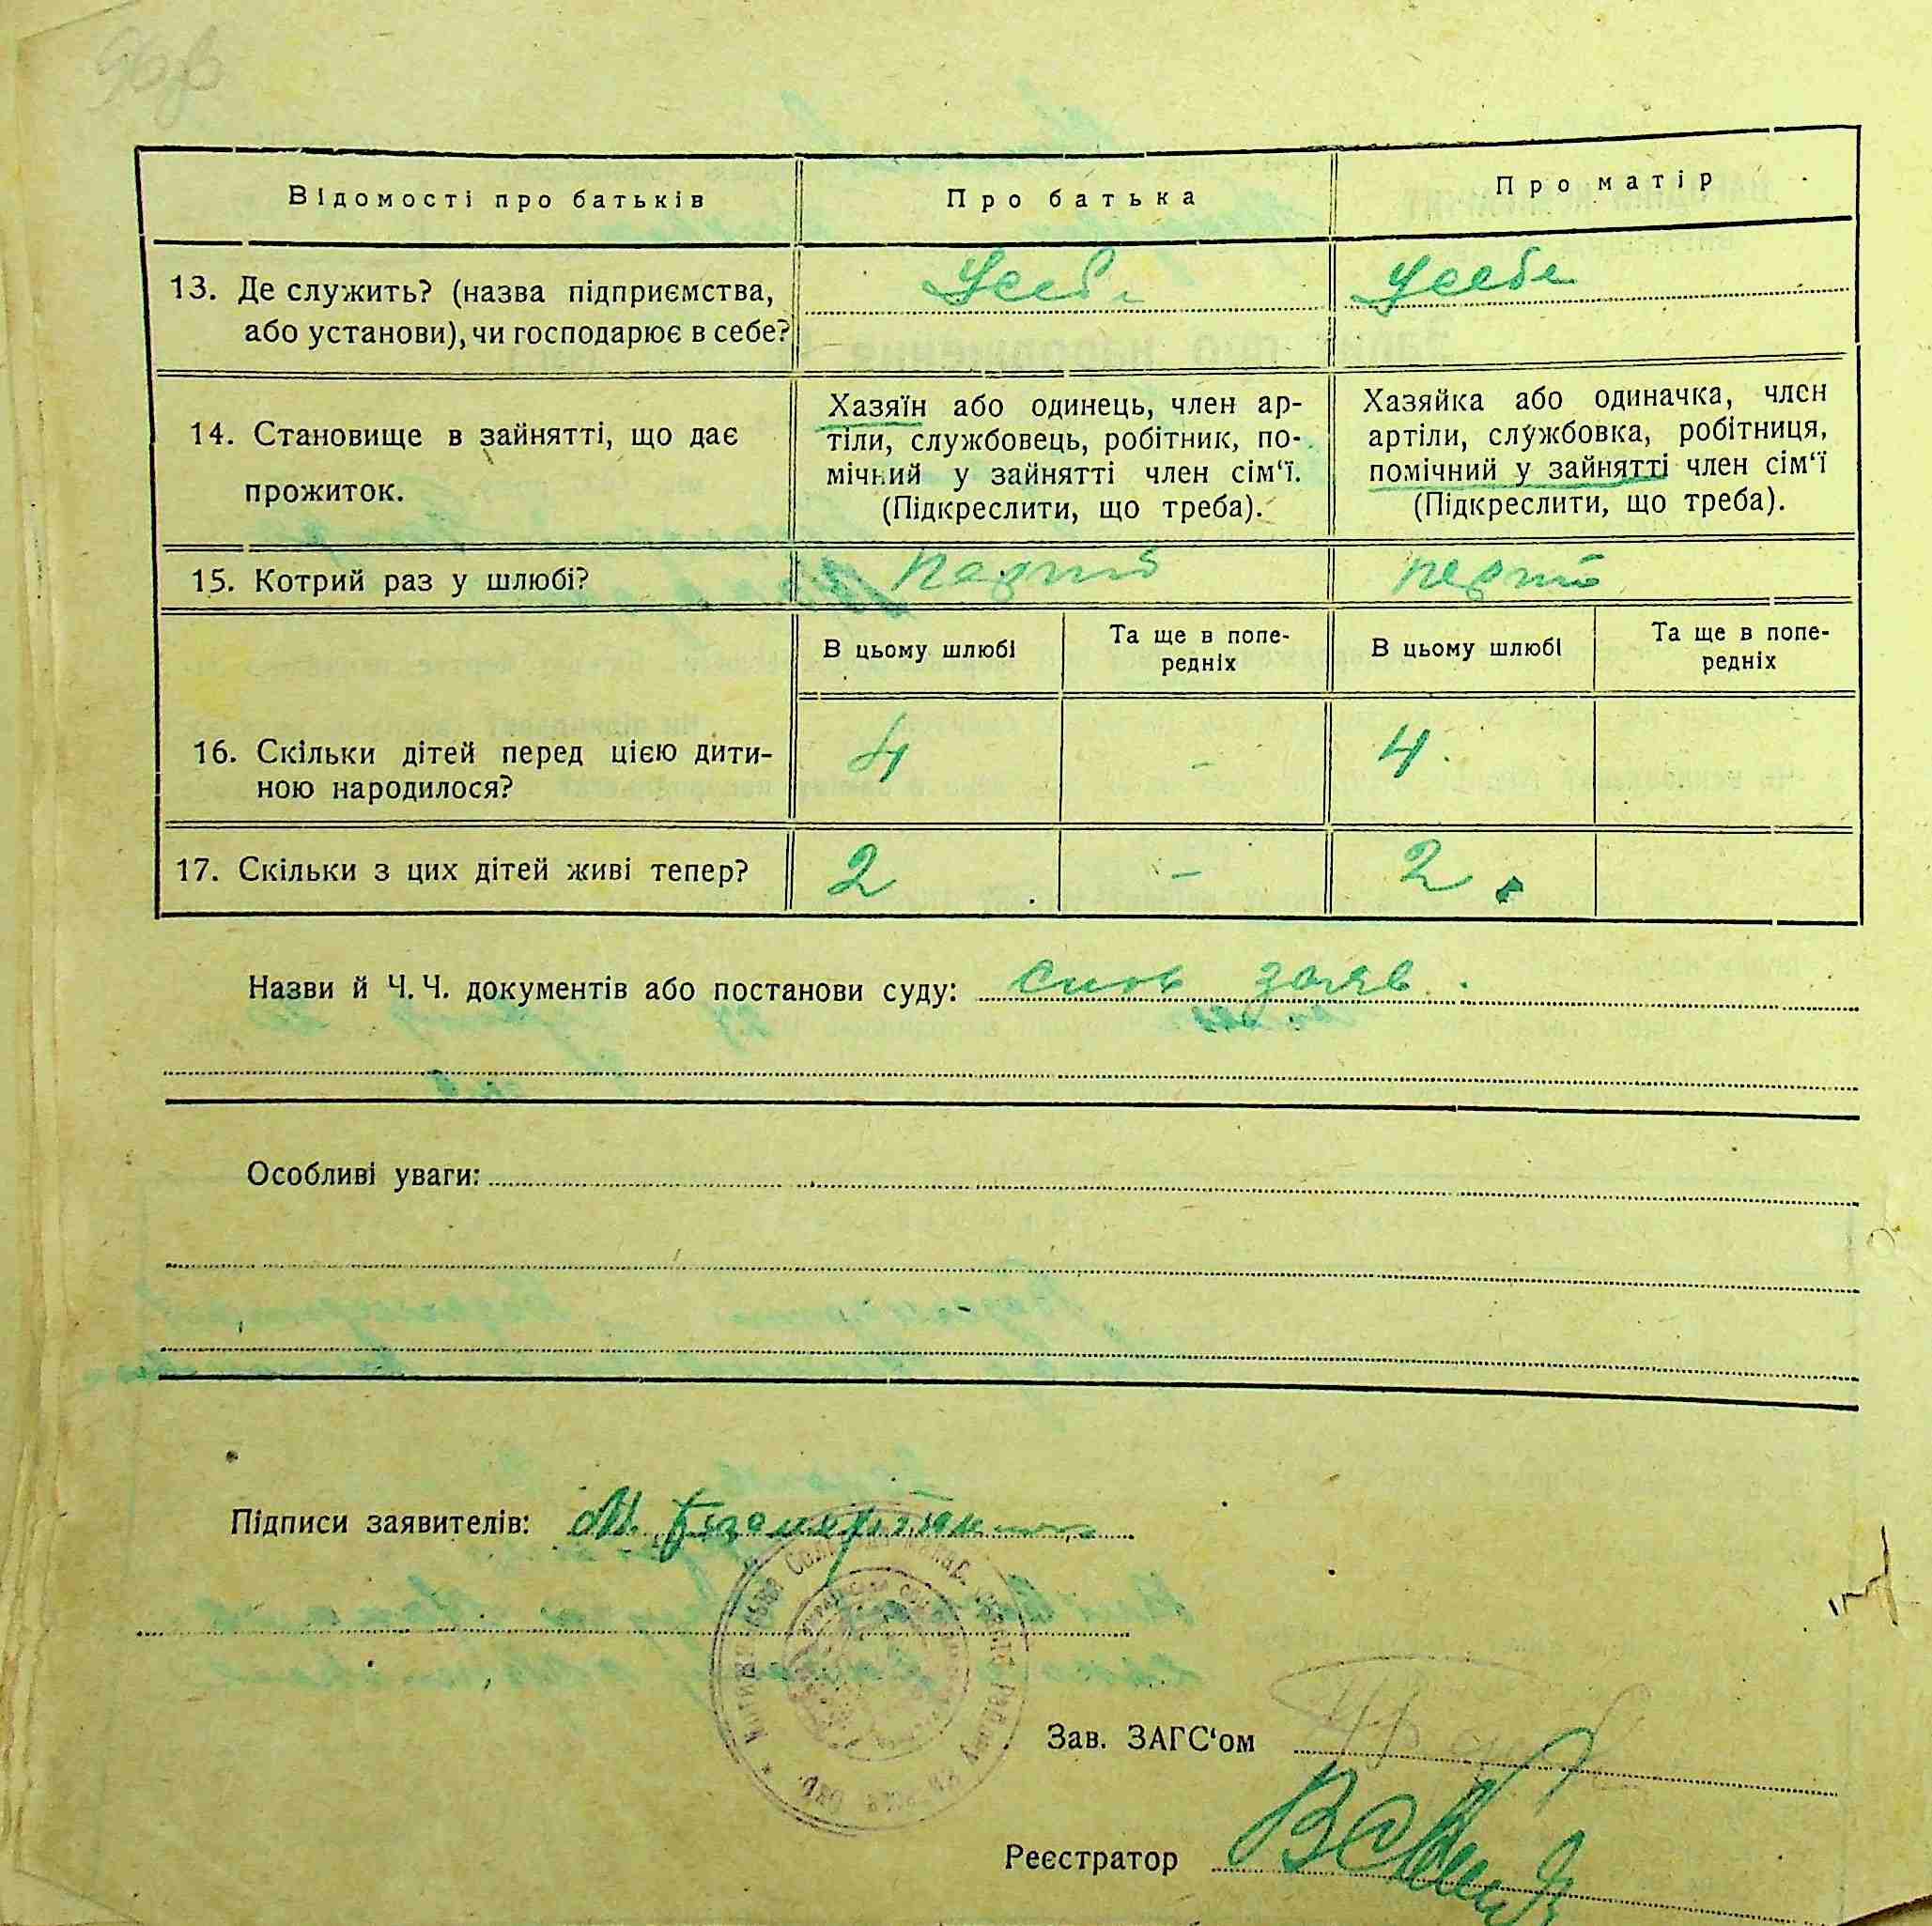 90зв
Відомості про батьків
Про батька
Про матір
13. Де служить? (назва підприємства, або установи), чи господарює в себе?
У себе
У себе
14. Становище в зайнятті, що дає прожиток.
Хазяїн або одинець, член ар-
тіли, службовець, робітник, по-
мічний у зайнятті член сім‘ї.
(Підкреслити, що треба).
Хазяйка або одиначка, член
артіли, службовка, робітниця,
помічний у зайнятті член сім‘ї
(Підкреслити, що треба).
15. Котрий раз у шлюбі?
перший
перший
В цьому шлюбі
Та ще в попе-
редніх
В цьому шлюбі
Та ще в попе-
редніх
16. Скільки дітей перед цією дити-
ною народилося?
4
-
4
17. Скільки з цих дітей живі тепер?
2
-
2
Назви й Ч. Ч. документів або постанови суду: слов заяв
Особливі уваги:
Підписи заявителів:
Зав. ЗАГС‘ом
Реєстратор